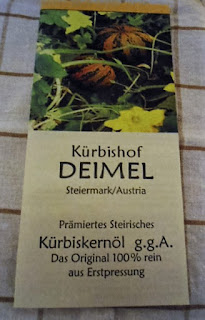 Kürbishof
DEIMEL
Steiermark/Austria
Prämiertes Steirisches
Kürbiskernöl g.g.A.
Das Original 100% rein
aus Erstpressung